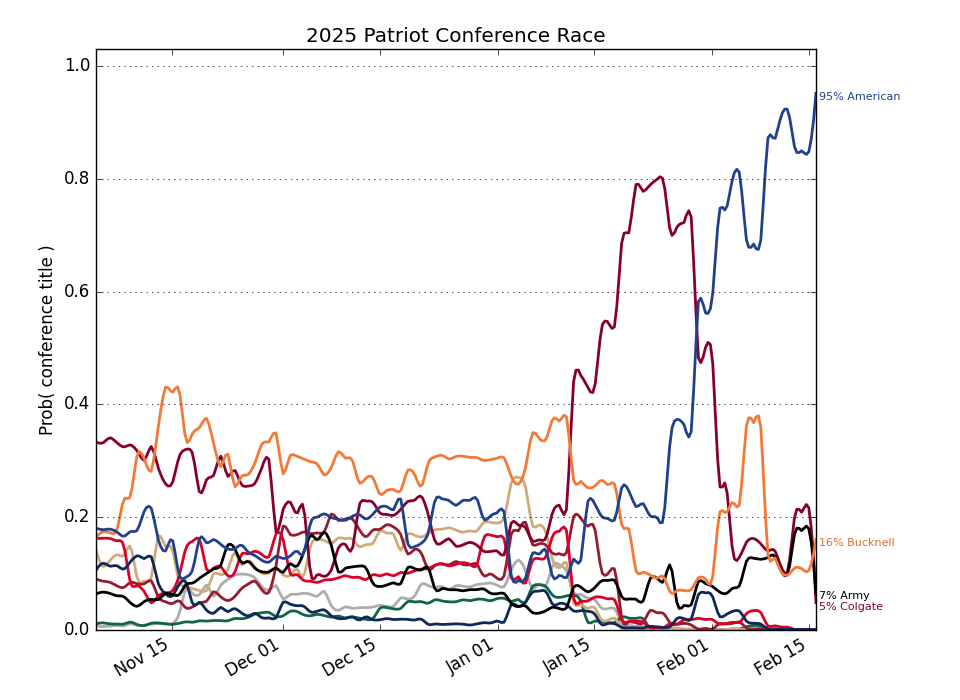 2025 Patriot Conference Race
Prob( conference title )
1.0
0.8
0.6
0.4
0.2
0.0
Nov 15
Dec 01
Dec 15
Jan 01
Jan 15
Feb 01
Feb 15
95% American
16% Bucknell
7% Army
5% Colgate